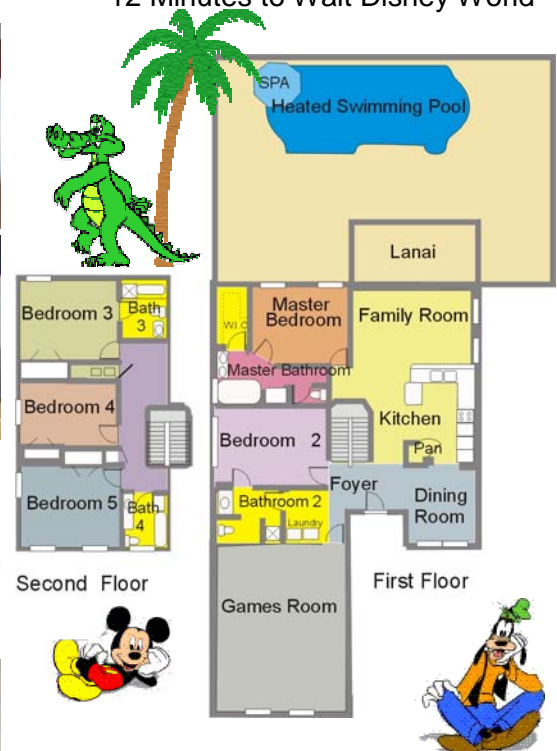 12 Minutes to Walt Disney World
SPA
Heated Swimming Pool
Lanai
Bedroom 3
Bath
3
W.I.C
Master
Bedroom
Family Room
Master Bathroom
Bedroom 4
Kitchen
Bedroom 2
Pan
Bedroom 5
Bath
4
Foyer
Bathroom 2
Laundry
Dining
Room
Second Floor
First Floor
Games Room